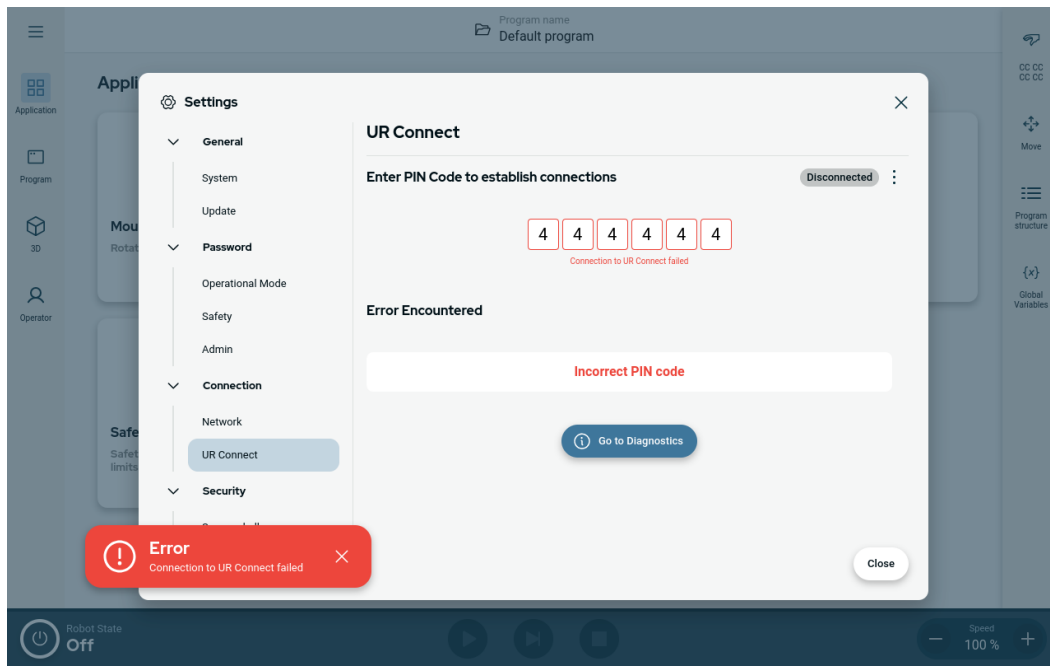 Program name
Default program
Application
Program
3D
Operator
Appli
Mou
Rotat
Safe
Safet
limits
Settings
General
System
Update
Password
Operational Mode
Safety
Admin
Connection
Network
UR Connect
Security
UR Connect
Enter PIN Code to establish connections
Disconnected
4 4 4 4 4 4
Connection to UR Connect failed
Error Encountered
Incorrect PIN code
Go to Diagnostics
Close
Error
Connection to UR Connect failed
CC CC
CC CC
Move
Program
structure
{x}
Global
Variables
Robot State
Off
Speed
100 %